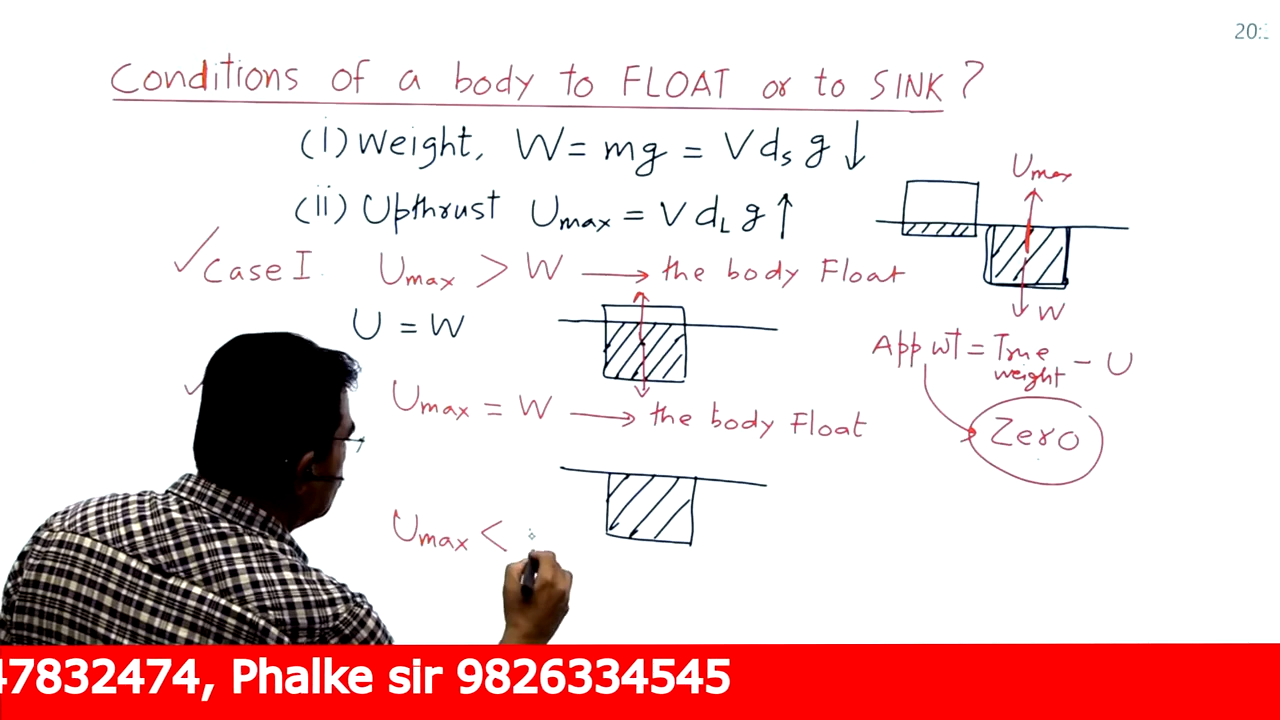 20:
Conditions of a body to FLOAT or to SINK?
(i) Weight, W = mg = V dₛ g ↓
(ii) Upthrust Uₘₐₓ = V d_L g ↑
Umax
W
✓ Case I. Umax > W → the body Float
U = W
App wt = True weight - U
Zero
✓
Umax = W → the body Float
Umax <
47832474, Phalke sir 9826334545